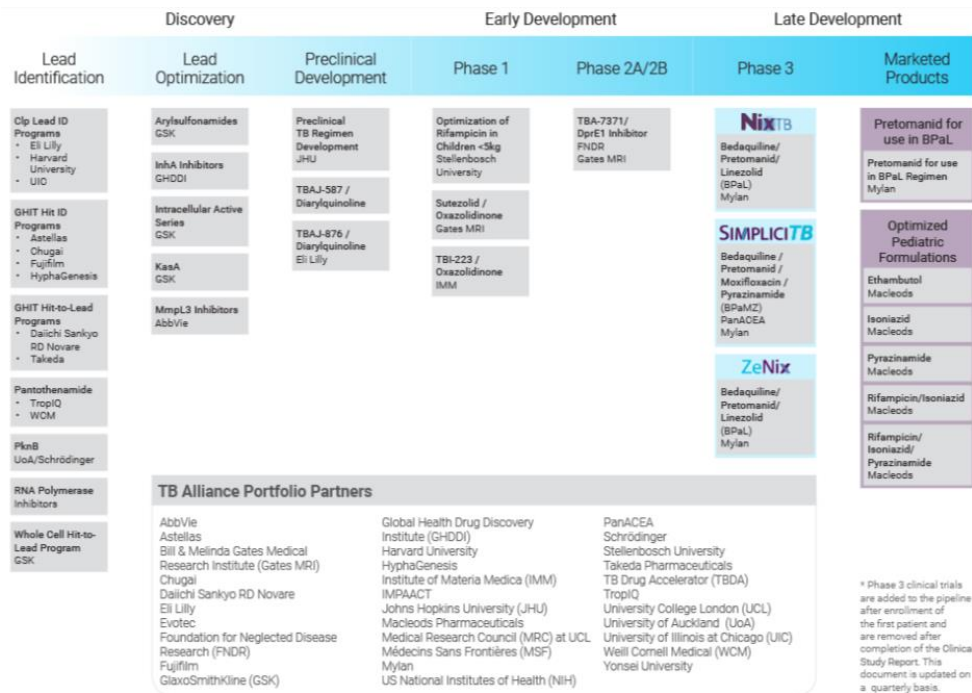 Discovery
Early Development
Late Development
Lead
Identification
Lead
Optimization
Preclinical
Development
Phase 1
Phase 2A/2B
Phase 3
Marketed
Products
Clp Lead ID
Programs
• Eli Lilly
• Harvard
University
• UIC
GHIT Hit ID
Programs
• Astellas
• Chugai
• Fujifilm
• HyphaGenesis
GHIT Hit-to-Lead
Programs
• Daiichi Sankyo
RD Novare
• Takeda
Pantothenamide
• TropIQ
• WCM
PknB
UoA/Schrödinger
RNA Polymerase
Inhibitors
Whole Cell Hit-to-
Lead Program
GSK
Arylsulfonamides
GSK
InhA Inhibitors
GHDDI
Intracellular Active
Series
GSK
KasA
GSK
MmpL3 Inhibitors
AbbVie
Preclinical
TB Regimen
Development
JHU
TBAJ-587 /
Diarylquinoline
TBAJ-876 /
Diarylquinoline
Eli Lilly
Optimization of
Rifampicin in
Children <5kg
Stellenbosch
University
Sutezolid /
Oxazolidinone
Gates MRI
TBI-223 /
Oxazolidinone
IMM
TBA-7371/
DprE1 Inhibitor
FNDR
Gates MRI
NixTB
Bedaquiline/
Pretomanid/
Linezolid
(BPaL)
Mylan
SIMPLICITB
Bedaquiline /
Pretomanid /
Moxifloxacin /
Pyrazinamide
(BPaMZ)
PanACEA
Mylan
ZeNix
Bedaquiline/
Pretomanid/
Linezolid
(BPaL)
Mylan
Pretomanid for
use in BPaL
Pretomanid for use
in BPaL Regimen
Mylan
Optimized
Pediatric
Formulations
Ethambutol
Macleods
Isoniazid
Macleods
Pyrazinamide
Macleods
Rifampicin/Isoniazid
Macleods
Rifampicin/
Isoniazid/
Pyrazinamide
Macleods
TB Alliance Portfolio Partners
AbbVie
Astellas
Bill & Melinda Gates Medical
Research Institute (Gates MRI)
Chugai
Daiichi Sankyo RD Novare
Eli Lilly
Evotec
Foundation for Neglected Disease
Research (FNDR)
Fujifilm
GlaxoSmithKline (GSK)
Global Health Drug Discovery
Institute (GHDDI)
Harvard University
HyphaGenesis
Institute of Materia Medica (IMM)
IMPAACT
Johns Hopkins University (JHU)
Macleods Pharmaceuticals
Medical Research Council (MRC) at UCL
Médecins Sans Frontières (MSF)
Mylan
US National Institutes of Health (NIH)
PanACEA
Schrödinger
Stellenbosch University
Takeda Pharmaceuticals
TB Drug Accelerator (TBDA)
TropIQ
University College London (UCL)
University of Auckland (UoA)
University of Illinois at Chicago (UIC)
Weill Cornell Medical (WCM)
Yonsei University
* Phase 3 clinical trials
are added to the pipeline
after enrollment of
the first patient and
are removed after
completion of the Clinical
Study Report. This
document is updated on
a quarterly basis.